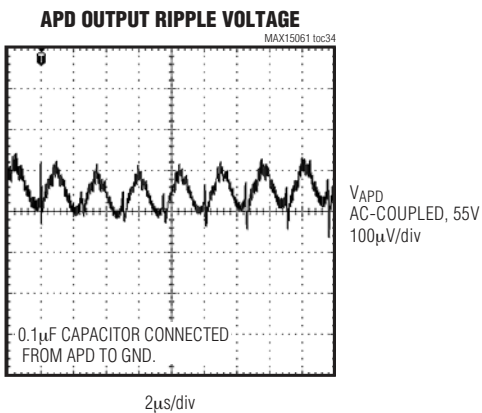 APD OUTPUT RIPPLE VOLTAGE
MAX15061 toc34
T
VAPD
AC-COUPLED, 55V
100μV/div
0.1μF CAPACITOR CONNECTED
FROM APD TO GND.
2μs/div